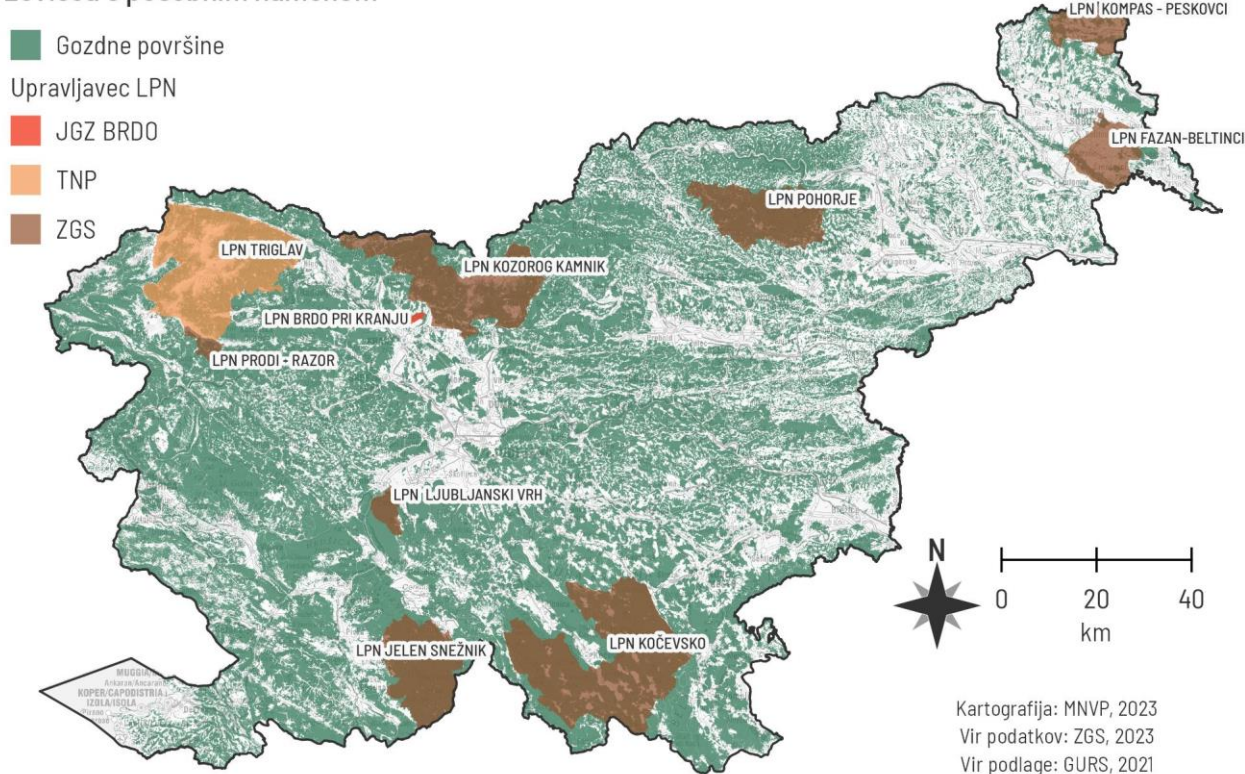 Gozdne površine
Upravljavec LPN
JGZ BRDO
TNP
ZGS
LPN KOMPAS - PESKOVCI
LPN FAZAN-BELTINCI
LPN POHORJE
LPN TRIGLAV
LPN KOZOROG KAMNIK
LPN BRDO PRI KRANJU
LPN PRODI - RAZOR
LPN LJUBLJANSKI VRH
LPN JELEN SNEŽNIK
LPN KOČEVSKO
MUGGIA/
Ankaran/Ancarano
KOPER/CAPODISTRIA
IZOLA/ISOLA
N
0 20 40
km
Kartografija: MNVP, 2023
Vir podatkov: ZGS, 2023
Vir podlage: GURS, 2021